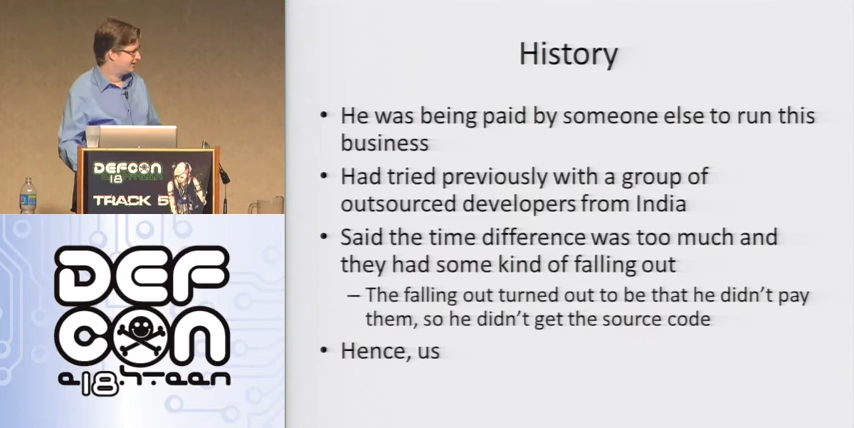 DEFCON
18
TRACK 5
DEF
CON
18
History
• He was being paid by someone else to run this
business
• Had tried previously with a group of
outsourced developers from India
• Said the time difference was too much and
they had some kind of falling out
– The falling out turned out to be that he didn't pay
them, so he didn't get the source code
• Hence, us